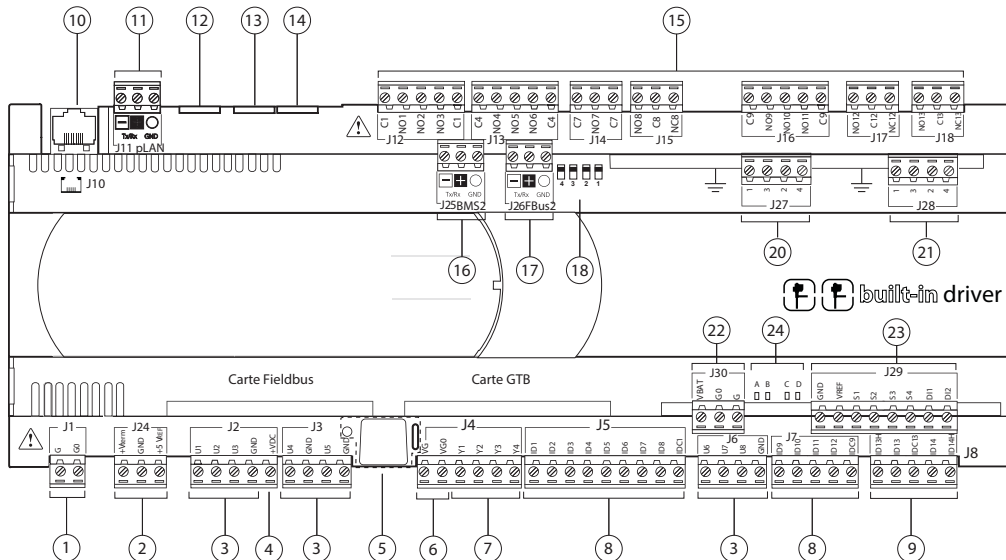 10 11 12 13 14 15
Tx/Rx GND
J11 pLAN
J10
C1 NO1 NO2 NO3 C1
J12
C4 NO4 NO5 NO6 C4
J13
C7 NO7 C7
J14
NO8 C8 NC8
J15
C9 NO9 NO10 NO11 C9
J16
NO12 C12 NC12
J17
NO13 C13 NC13
J18
Tx/Rx GND
J25 BMS2
Tx/Rx GND
J26 FBus2
4 3 2 1
1 3 2 4
J27
1 3 2 4
J28
16 17 18 20 21
built-in driver
22 24 23
J30
VBAT G0 G
A B C D
J29
GND VREF S1 S2 S3 S4 DI1 DI2
Carte Fieldbus
Carte GTB
J1
G G0
J24
+Vterm GND +5 VREF
J2
U1 U2 U3 GND +VDC
J3
U4 GND U5 GND
J4
VG VG0 Y1 Y2 Y3 Y4
J5
ID1 ID2 ID3 ID4 ID5 ID6 ID7 ID8 IDC1
J6
U6 U7 U8 GND
J7
ID9 ID10 ID11 ID12 IDC9
J8
ID13H ID13 IDC13 ID14 ID14H
1 2 3 4 3 5 6 7 8 3 8 9